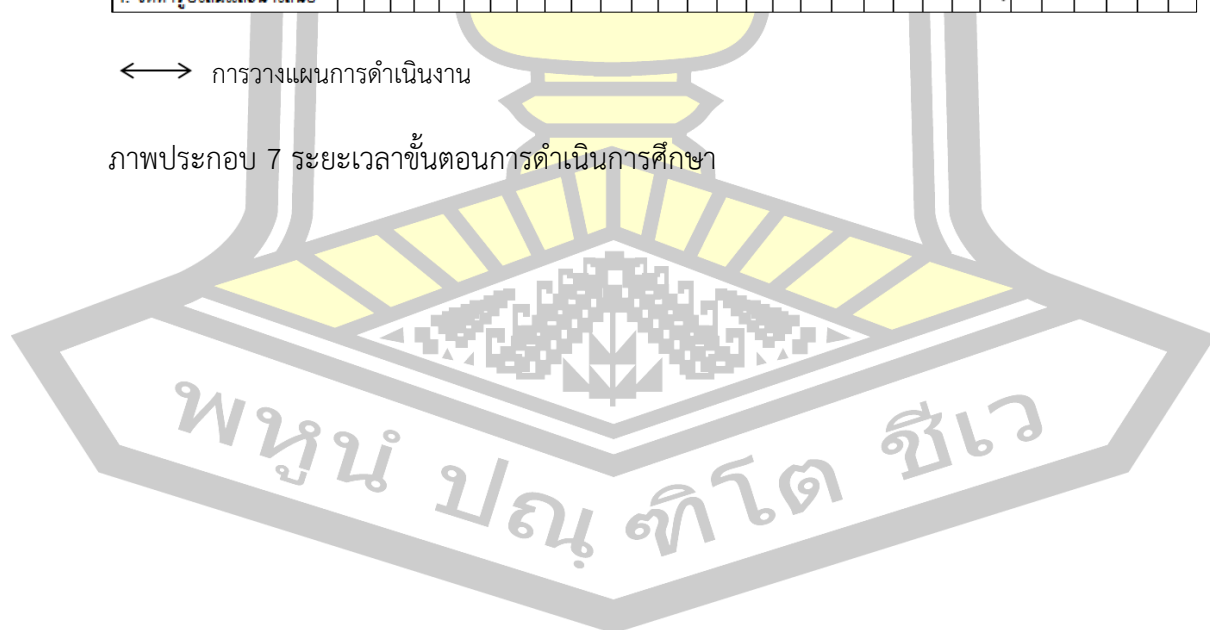 ⟷ การวางแผนการดำเนินงาน
ภาพประกอบ 7 ระยะเวลาขั้นตอนการดำเนินการศึกษา
พหูนํ ปณฺฑิโต ชีเว